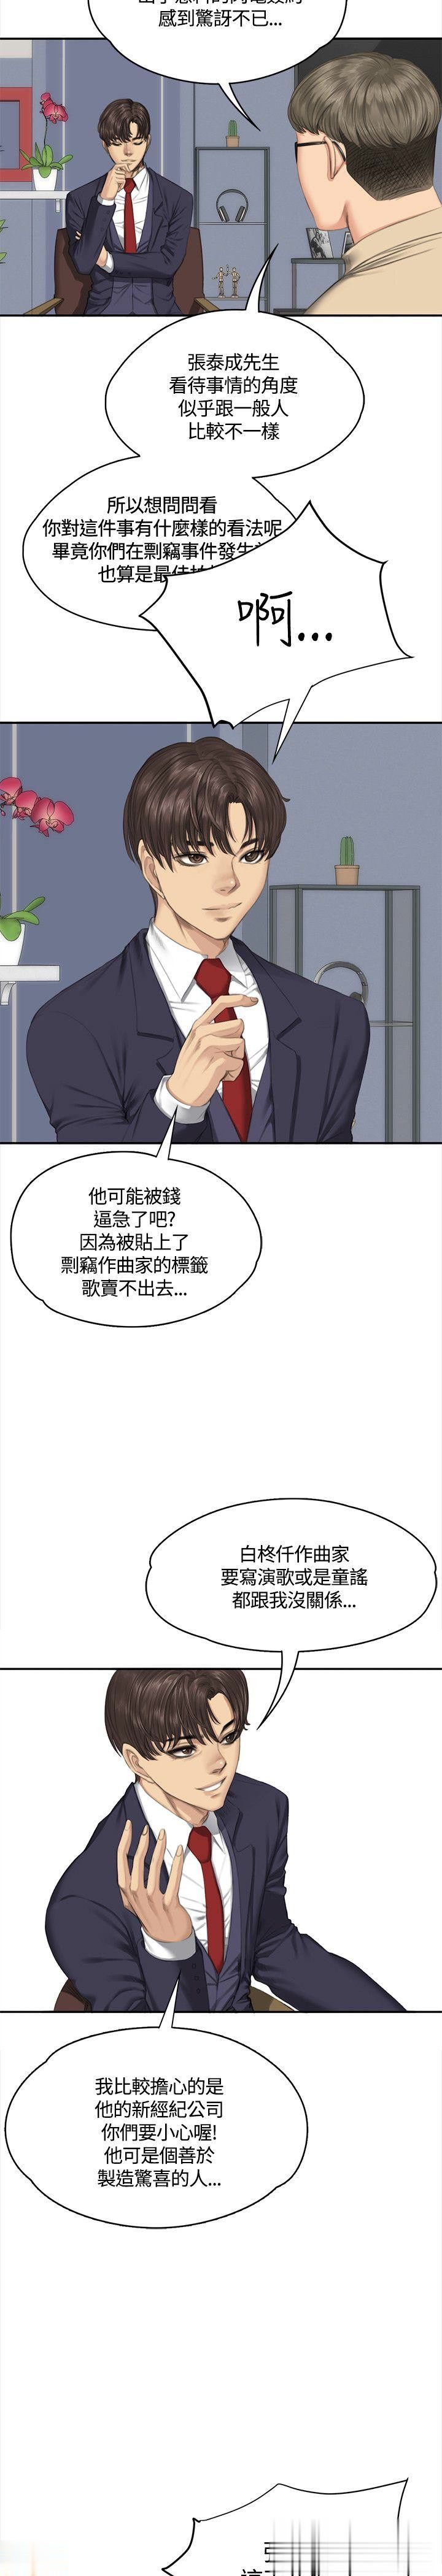 感到驚訝不已...
張泰成先生
看待事情的角度
似乎跟一般人
比較不一樣
所以想問問看
你對這件事有什麼樣的看法呢
畢竟你們在剽竊事件發生
也算是最佳
啊...
他可能被錢
逼急了吧?
因為被貼上了
剽竊作曲家的標籤
歌賣不出去...
白柊仟作曲家
要寫演歌或是童謠
都跟我沒關係...
我比較擔心的是
他的新經紀公司
你們要小心喔!
他可是個善於
製造驚喜的人...